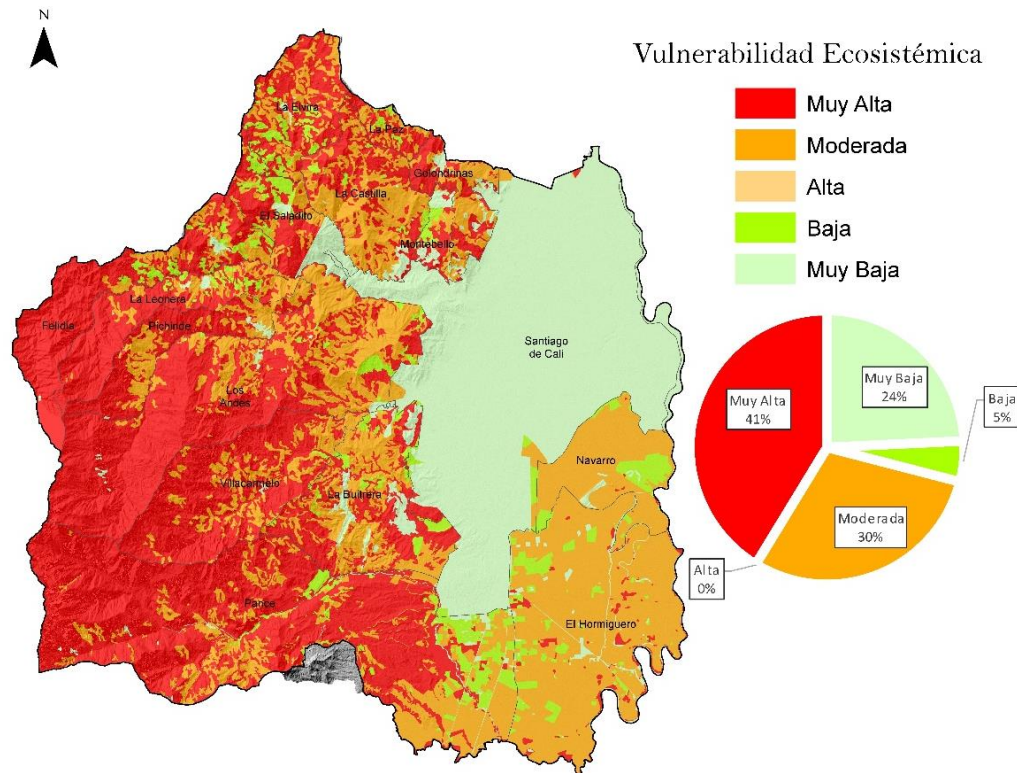 N
Vulnerabilidad Ecosistémica
Muy Alta
Moderada
Alta
Baja
Muy Baja
La Elvira
La Paz
Golondrinas
La Castilla
El Saladito
Montebello
La Leonera
Felidia
Pichinde
Los
Andes
Santiago
de Cali
Villacarmelo
La Buitrera
Navarro
Pance
El Hormiguero
Muy Baja
24%
Baja
5%
Muy Alta
41%
Moderada
30%
Alta
0%